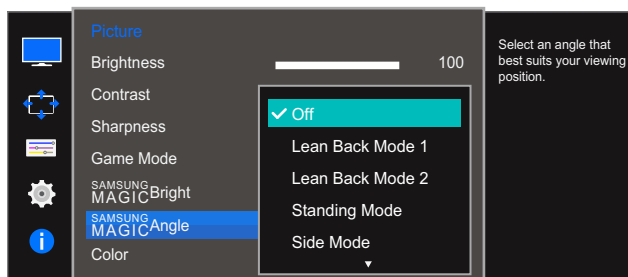 Picture
Brightness 100
Contrast
Sharpness
Game Mode
SAMSUNG
MAGICBright
SAMSUNG
MAGICAngle
Color
Off
Lean Back Mode 1
Lean Back Mode 2
Standing Mode
Side Mode
Select an angle that
best suits your viewing
position.